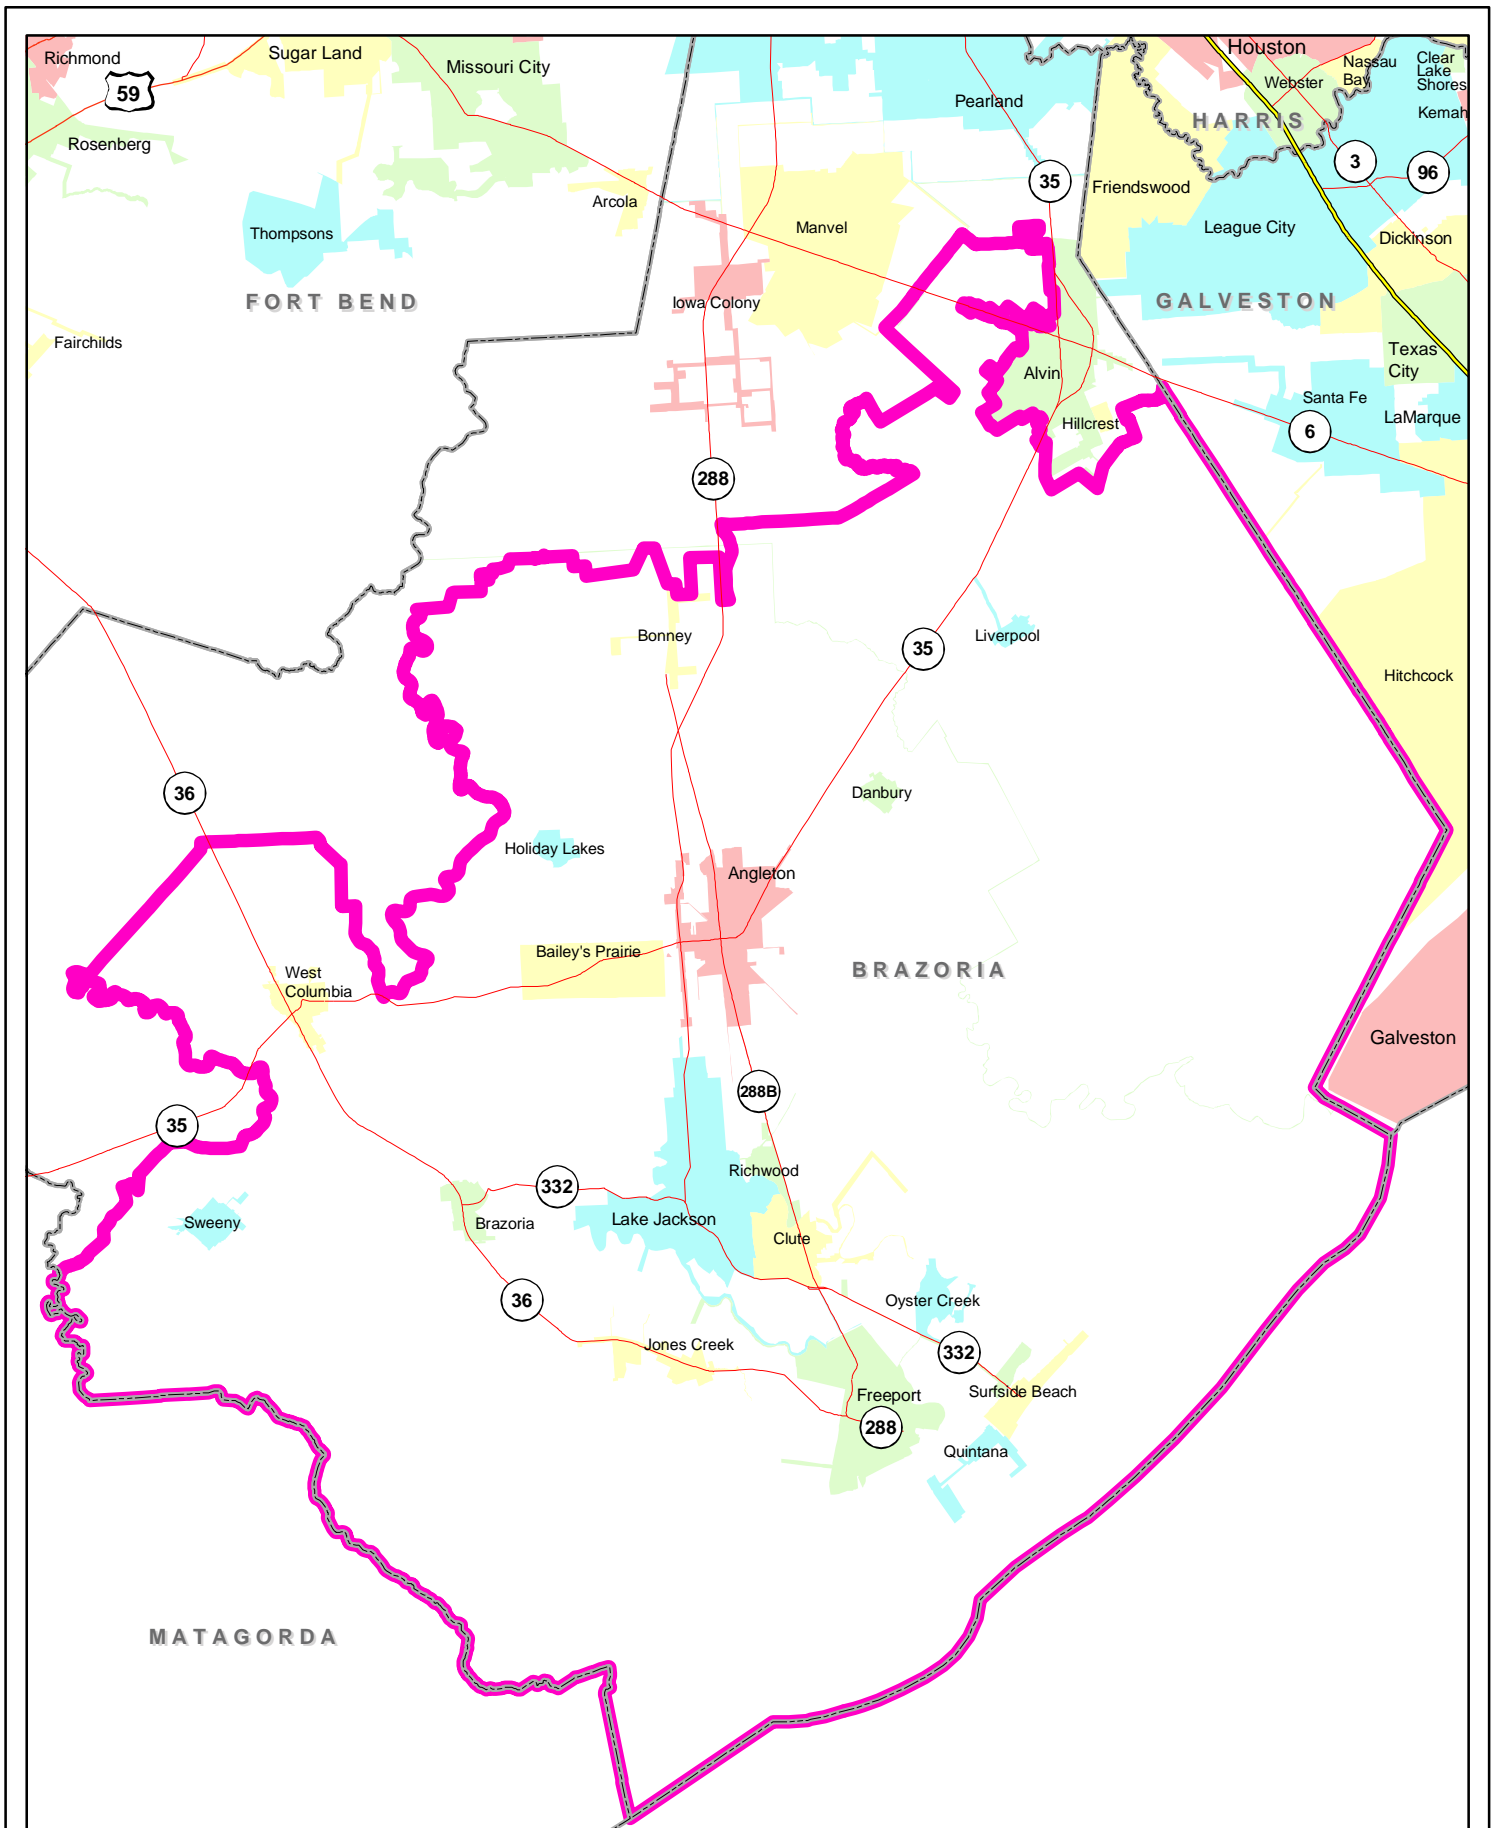 Richmond
Sugar Land
Missouri City
Houston
Nassau
Bay
Clear
Lake
Shores
Webster
59
Pearland
Kemah
HARRIS
Rosenberg
3
96
35
Friendswood
Arcola
Thompsons
Manvel
League City
Dickinson
FORT BEND
Iowa Colony
GALVESTON
Fairchilds
Texas
City
Alvin
Santa Fe
LaMarque
Hillcrest
6
288
Bonney
35
Liverpool
Hitchcock
36
Danbury
Holiday Lakes
Angleton
Bailey's Prairie
BRAZORIA
West
Columbia
Galveston
288B
35
Richwood
332
Sweeny
Brazoria
Lake Jackson
Clute
36
Oyster Creek
Jones Creek
332
Surfside Beach
Freeport
288
Quintana
MATAGORDA